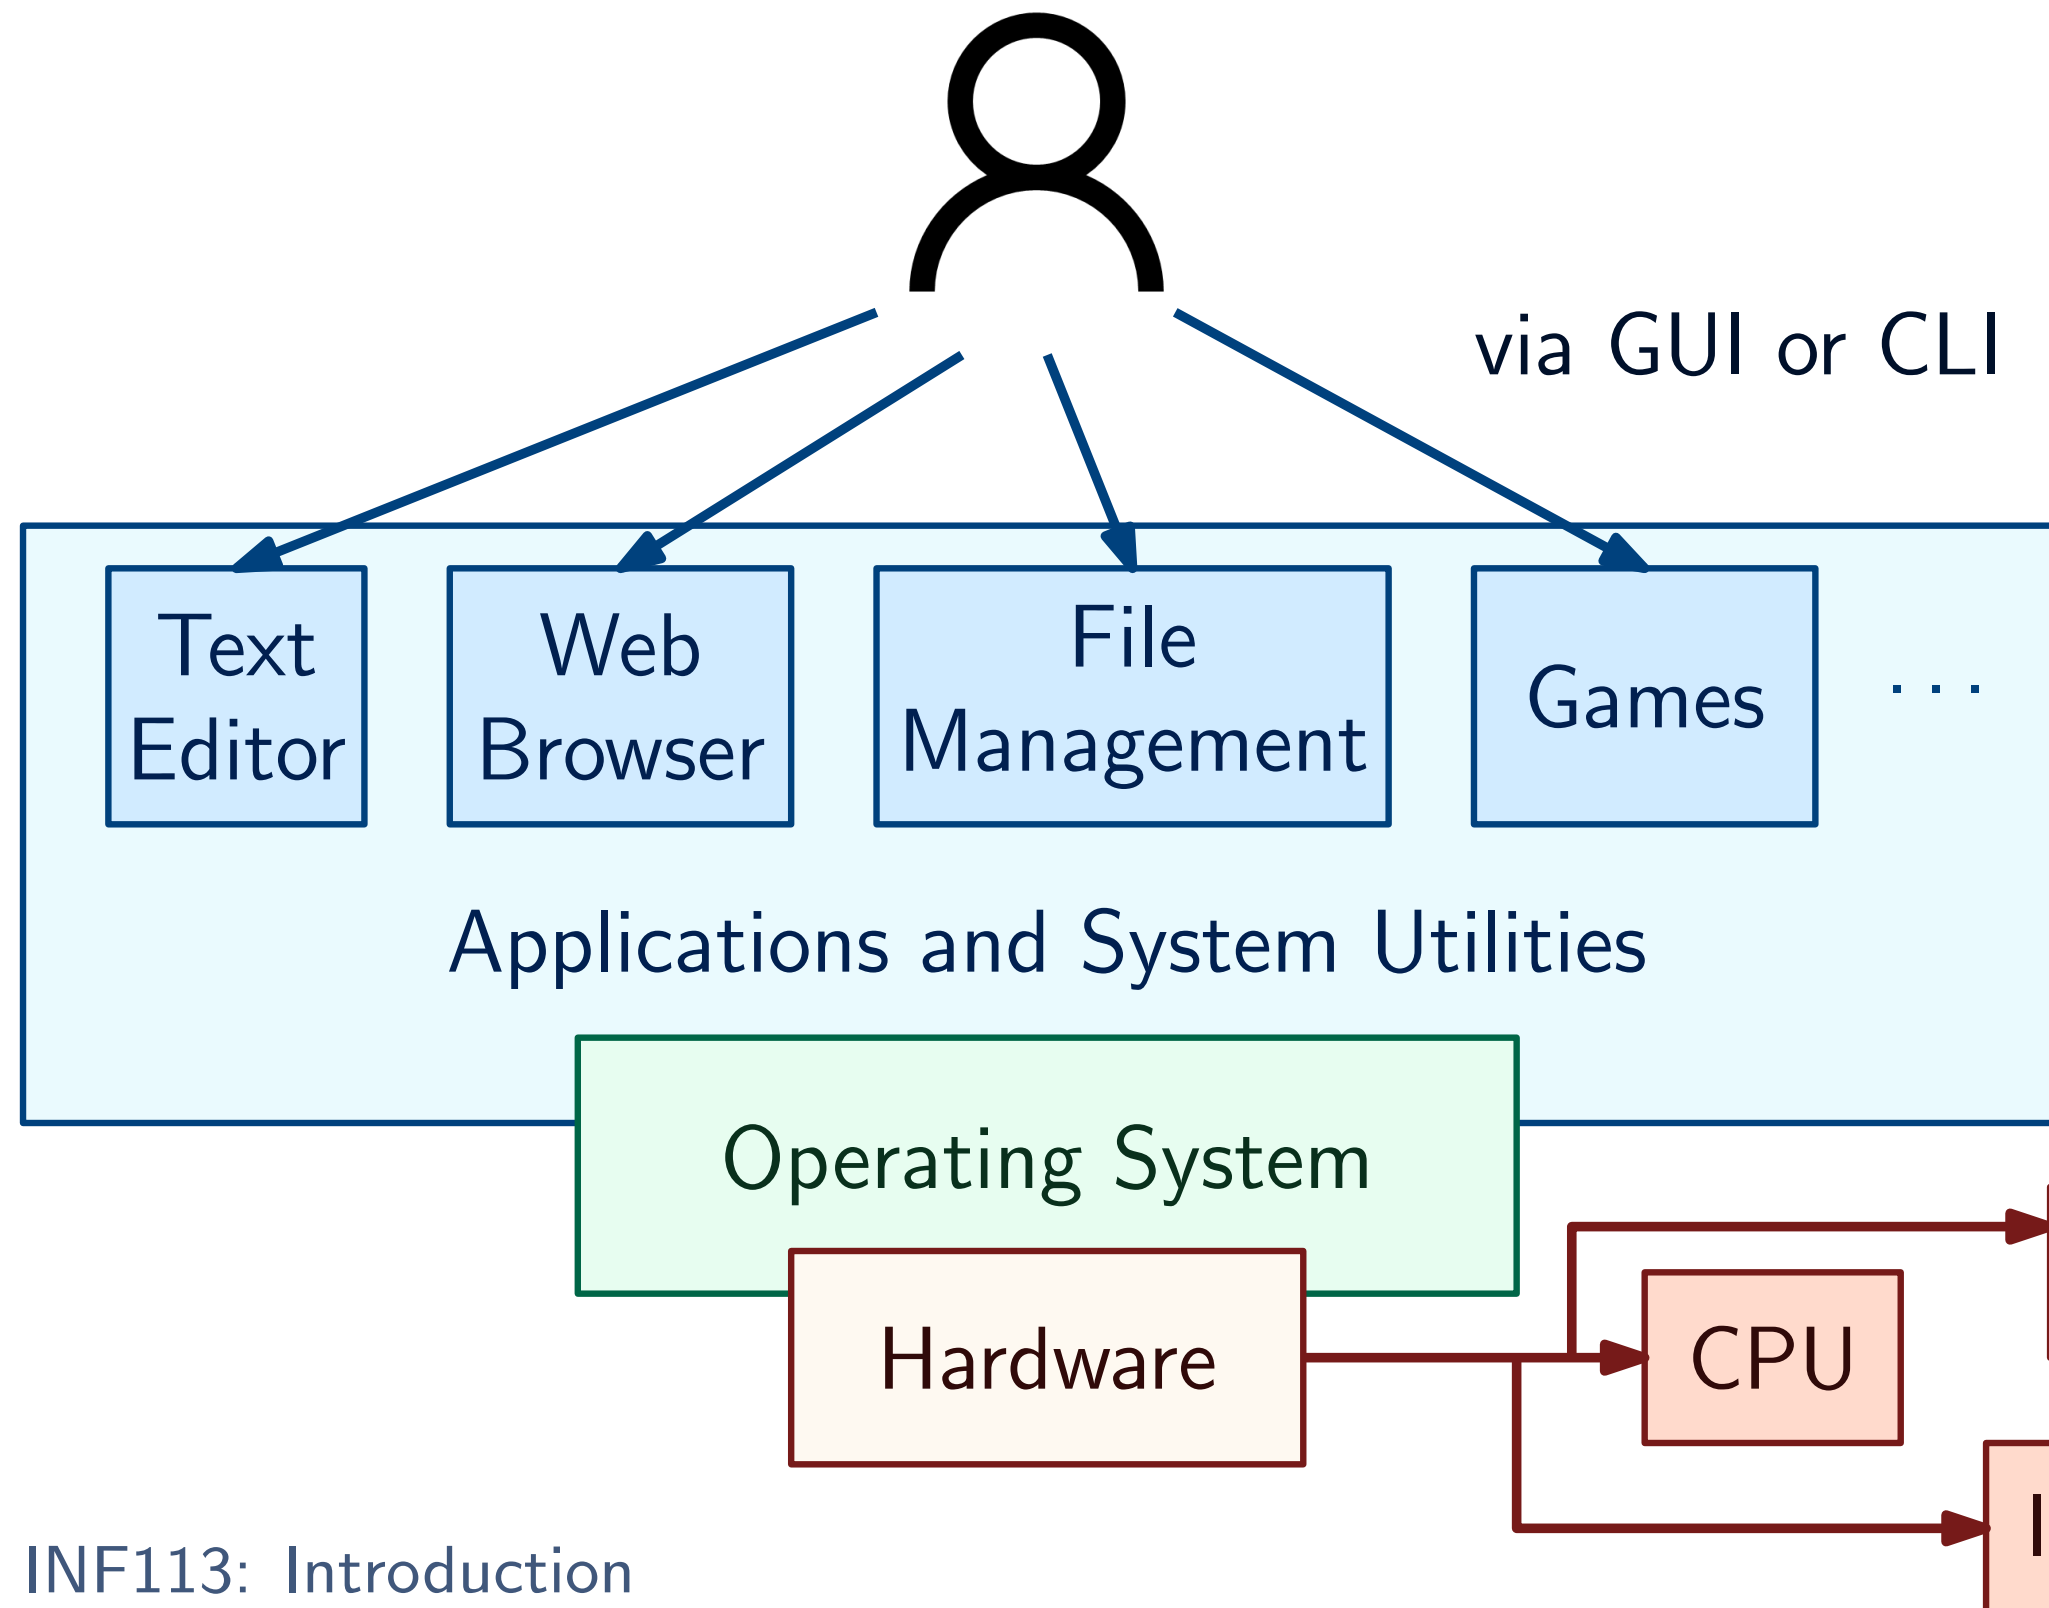 via GUI or CLI
Text
Editor
Web
Browser
File
Management
Games
...
Applications and System Utilities
Operating System
Hardware
CPU
I
INF113: Introduction